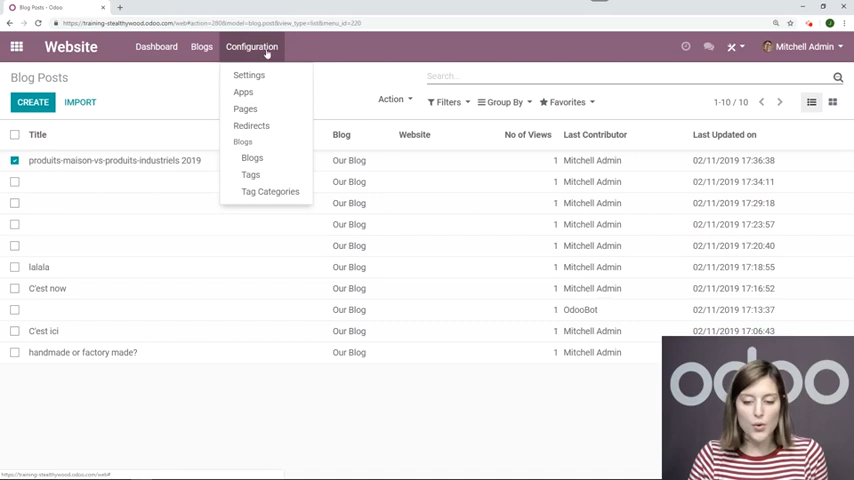 Blog Posts - Odoo
https://training-stealthywood.odoo.com/web#action=280&model=blog.post&view_type=list&menu_id=220
Website Dashboard Blogs Configuration Mitchell Admin
Blog Posts Search...
CREATE IMPORT Action Filters Group By Favorites 1-10 / 10
Settings
Apps
Pages
Redirects
Blogs
Blogs
Tags
Tag Categories
Title Blog Website No of Views Last Contributor Last Updated on
produits-maison-vs-produits-industriels 2019 Our Blog 1 Mitchell Admin 02/11/2019 17:36:38
Our Blog 1 Mitchell Admin 02/11/2019 17:34:11
Our Blog 1 Mitchell Admin 02/11/2019 17:29:18
Our Blog 1 Mitchell Admin 02/11/2019 17:23:57
Our Blog 1 Mitchell Admin 02/11/2019 17:20:40
lalala Our Blog 1 Mitchell Admin 02/11/2019 17:18:55
C'est now Our Blog 1 Mitchell Admin 02/11/2019 17:16:52
Our Blog 1 OdooBot 02/11/2019 17:13:37
C'est ici Our Blog 1 Mitchell Admin 02/11/2019 17:06:43
handmade or factory made? Our Blog 1 Mitchell Admin
odoo
https://training-stealthywood.odoo.com/web#